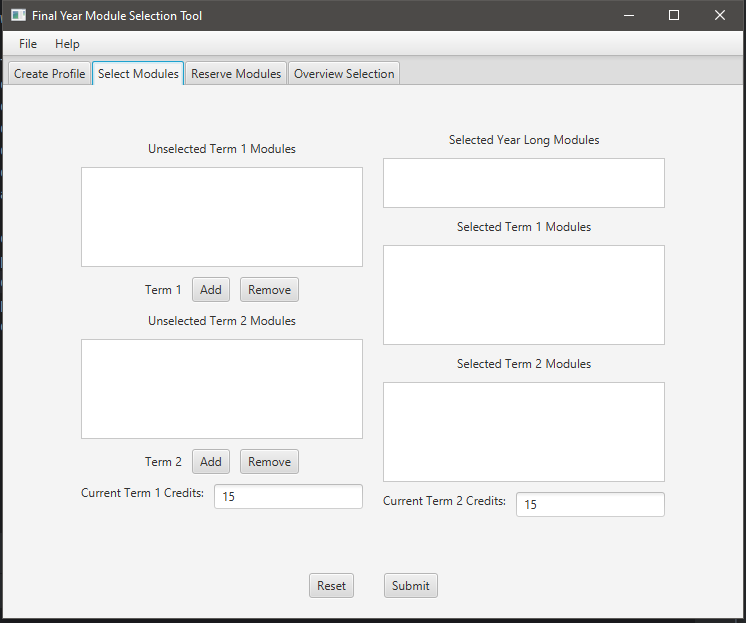 Final Year Module Selection Tool
File Help
Create Profile Select Modules Reserve Modules Overview Selection
Unselected Term 1 Modules
Term 1 Add Remove
Unselected Term 2 Modules
Term 2 Add Remove
Current Term 1 Credits: 15
Selected Year Long Modules
Selected Term 1 Modules
Selected Term 2 Modules
Current Term 2 Credits: 15
Reset Submit